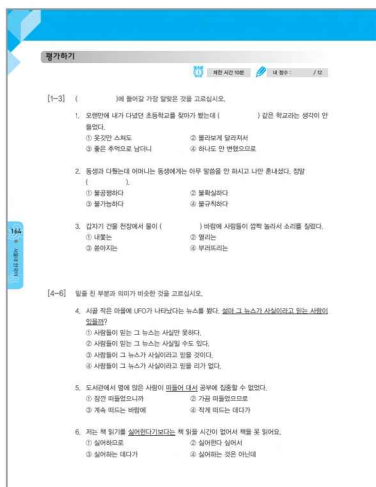 평가하기
제한 시간 10분 내 점수 : / 12
[1-3] ( )에 들어갈 가장 알맞은 것을 고르십시오.
1. 오랜만에 내가 다녔던 초등학교를 찾아가 봤는데 ( ) 같은 학교라는 생각이 안
들었다.
① 옷깃만 스쳐도 ② 몰라보게 달라져서
③ 좋은 추억으로 남더니 ④ 하나도 안 변했으므로
2. 동생과 다퉜는데 어머니는 동생에게는 아무 말씀을 안 하시고 나만 혼내셨다. 정말
( ).
① 불공평하다 ② 불확실하다
③ 불가능하다 ④ 불규칙하다
3. 갑자기 건물 천장에서 물이 ( ) 바람에 사람들이 깜짝 놀라서 소리를 질렀다.
① 내쫓는 ② 열리는
③ 쏟아지는 ④ 부러뜨리는
164
[4-6] 밑줄 친 부분과 의미가 비슷한 것을 고르십시오.
4. 시골 작은 마을에 UFO가 나타났다는 뉴스를 봤다. 설마 그 뉴스가 사실이라고 믿는 사람이
있을까?
① 사람들이 믿는 그 뉴스는 사실만 못하다.
② 사람들이 믿는 그 뉴스는 사실일 수도 있다.
③ 사람들이 그 뉴스가 사실이라고 믿을 것이다.
④ 사람들이 그 뉴스가 사실이라고 믿을 리가 없다.
5. 도서관에서 옆에 앉은 사람이 떠들어 대서 공부에 집중할 수 없었다.
① 잠깐 떠들었으니까 ② 가끔 떠들었으므로
③ 계속 떠드는 바람에 ④ 작게 떠드는 데다가
6. 저는 책 읽기를 싫어한다기보다는 책 읽을 시간이 없어서 책을 못 읽어요.
① 싫어하므로 ② 싫어한다 싶어서
③ 싫어하는 데다가 ④ 싫어하는 것은 아닌데